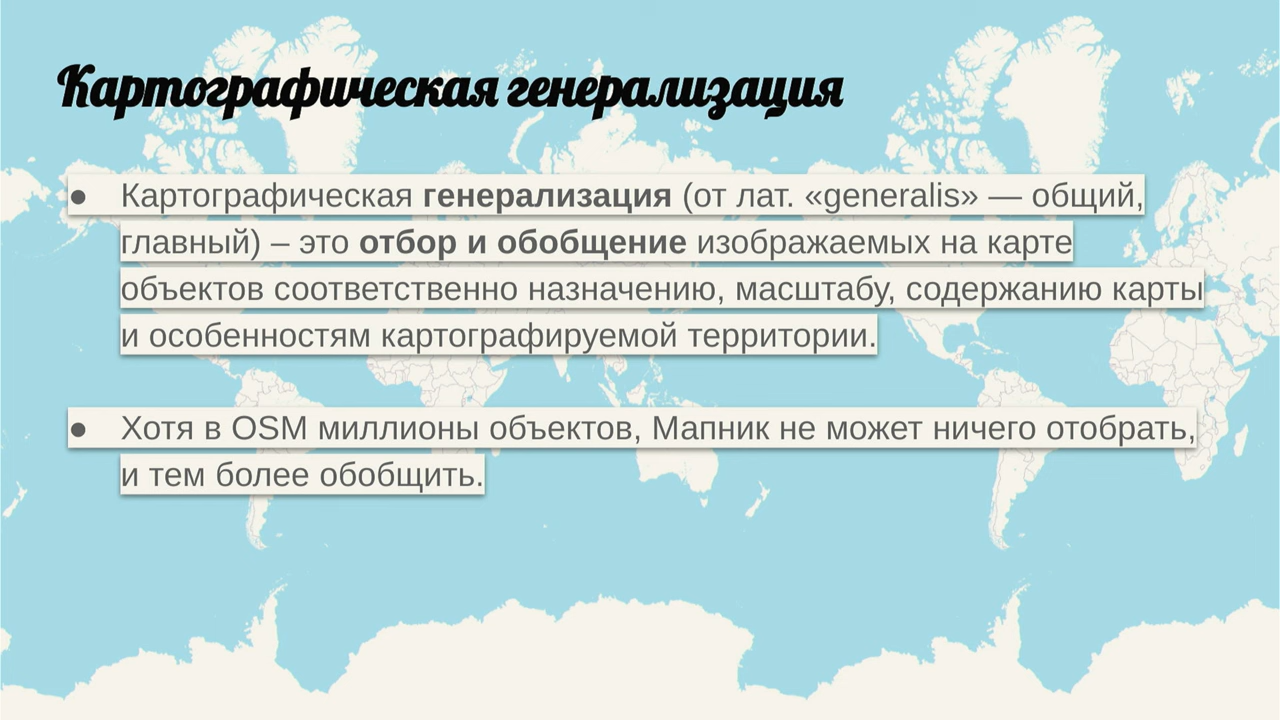 Картографическая генерализация
● Картографическая генерализация (от лат. «generalis» — общий,
главный) – это отбор и обобщение изображаемых на карте
объектов соответственно назначению, масштабу, содержанию карты
и особенностям картографируемой территории.
● Хотя в OSM миллионы объектов, Мапник не может ничего отобрать,
и тем более обобщить.